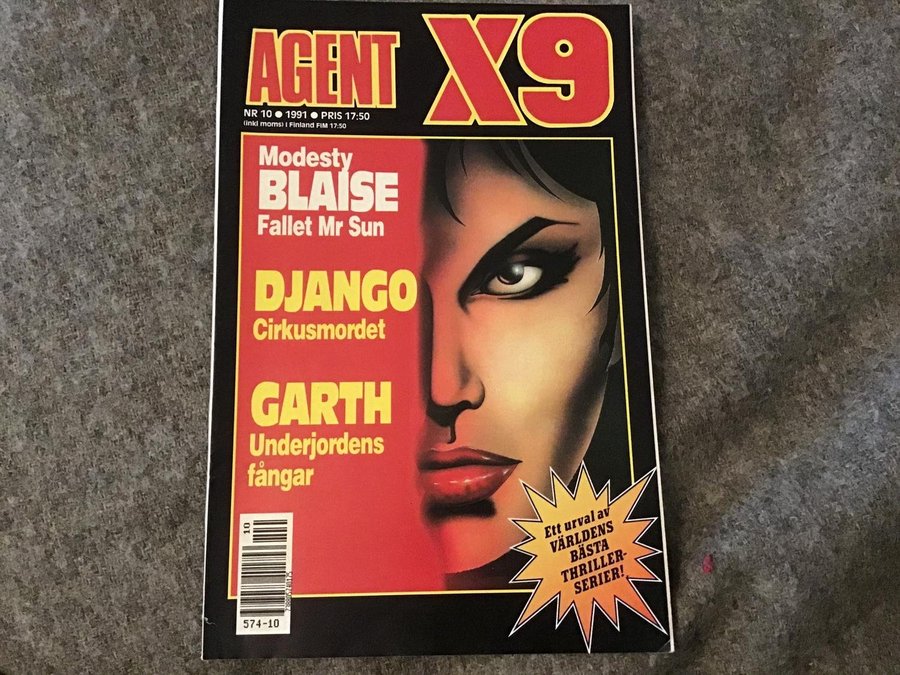 AGENT X9
NR 10 ● 1991 ● PRIS 17:50
(inkl moms) I Finland FIM 17:50
Modesty
BLAISE
Fallet Mr Sun
DJANGO
Cirkusmordet
GARTH
Underjordens
fångar
Ett urval av
VÄRLDENS
BÄSTA
THRILLER-
SERIER!
10
574-10